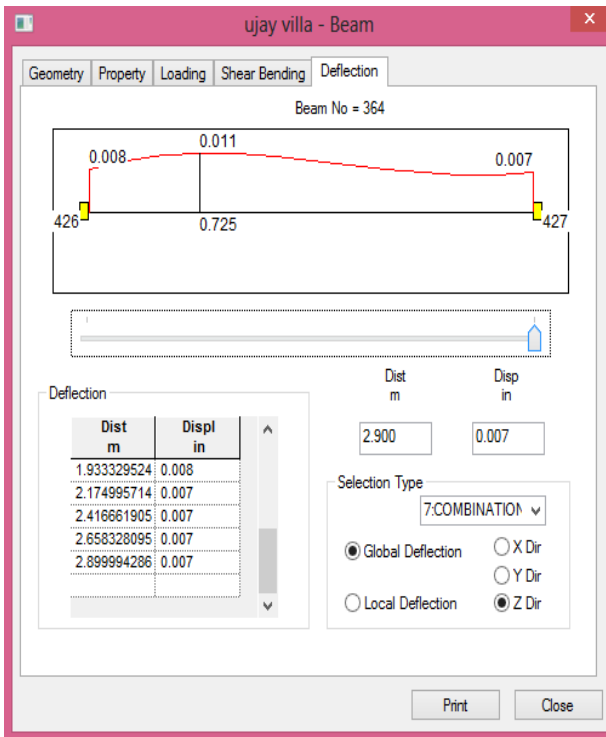 ujay villa - Beam
x
Geometry Property Loading Shear Bending Deflection
Beam No = 364
0.011
0.008
0.007
426
0.725
427
Dist
m
Disp
in
2.900
0.007
Deflection
Dist
m
Displ
in
1.933329524 0.008
2.174995714 0.007
2.416661905 0.007
2.658328095 0.007
2.899994286 0.007
Selection Type
7:COMBINATION
Global Deflection
X Dir
Y Dir
Local Deflection
Z Dir
Print
Close